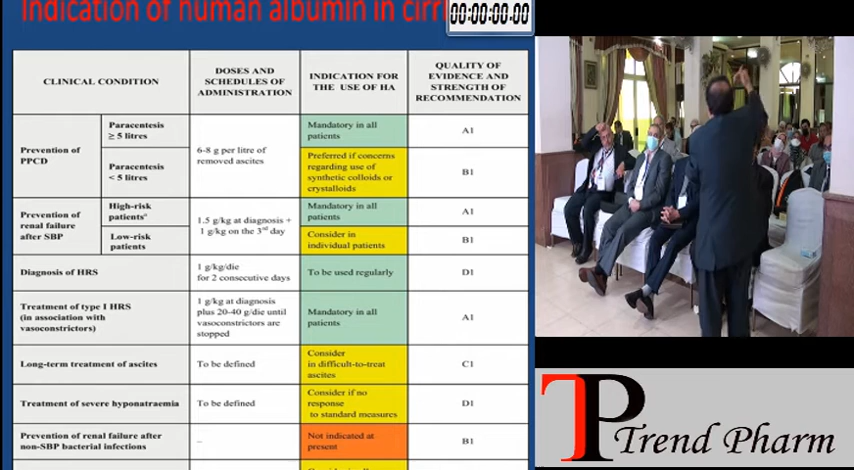 Indication of human albumin in cirr
00:00:00.00
CLINICAL CONDITION
DOSES AND
SCHEDULES OF
ADMINISTRATION
INDICATION FOR
THE USE OF HA
QUALITY OF
EVIDENCE AND
STRENGTH OF
RECOMMENDATION
Prevention of
PPCD
Paracentesis
≥ 5 litres
6-8 g per litre of
removed ascites
Mandatory in all
patients
A1
Paracentesis
< 5 litres
Preferred if concerns
regarding use of
synthetic colloids or
crystalloids
B1
Prevention of
renal failure
after SBP
High-risk
patients
1.5 g/kg at diagnosis +
1 g/kg on the 3rd day
Mandatory in all
patients
A1
Low-risk
patients
Consider in
individual patients
B1
Diagnosis of HRS
1 g/kg/die
for 2 consecutive days
To be used regularly
D1
Treatment of type I HRS
(in association with
vasoconstrictors)
1 g/kg at diagnosis
plus 20-40 g/die until
vasoconstrictors are
stopped
Mandatory in all
patients
A1
Long-term treatment of ascites
To be defined
Consider
in difficult-to-treat
ascites
C1
Treatment of severe hyponatraemia
To be defined
Consider if no
response
to standard measures
D1
Prevention of renal failure after
non-SBP bacterial infections
–
Not indicated at
present
B1
TP
Trend Pharm